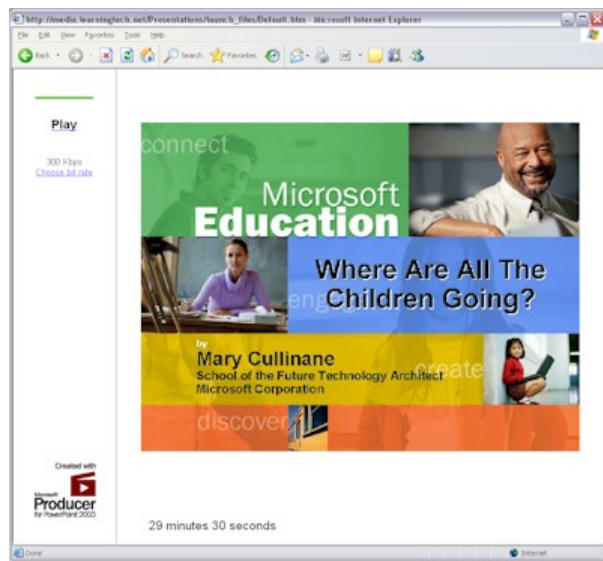 http://media.learningtech.net/Presentations/launch_files/Default.htm - Microsoft Internet Explorer
File Edit View Favorites Tools Help
Back Search Favorites
Play
300 Kbps
Choose bit rate
connect
Microsoft
Education
Where Are All The
Children Going?
engage
by
Mary Cullinane
School of the Future Technology Architect
Microsoft Corporation
create
discover
Created with
Microsoft
Producer
for PowerPoint 2003
29 minutes 30 seconds
Done
Internet